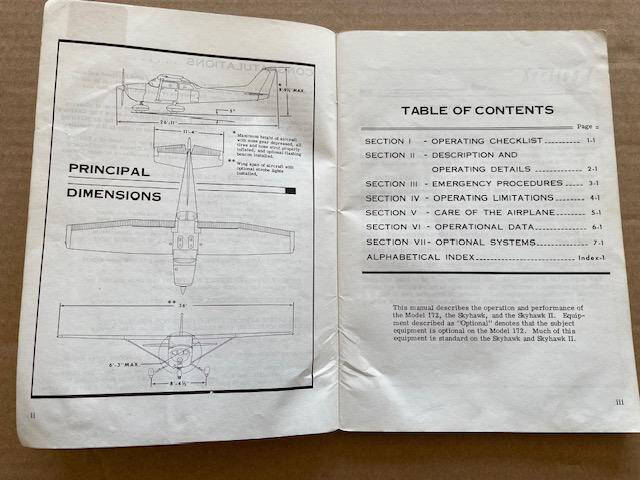 8'-9½" MAX.
5"
26'-11"
11'-4"
* Maximum height of aircraft
with nose gear depressed, all
tires and nose strut properly
inflated, and optional flashing
beacon installed.
** Wing span of aircraft with
optional strobe lights
installed.
PRINCIPAL
DIMENSIONS
**
36'
6'-3" MAX.
8'-4½"
ii
TABLE OF CONTENTS
Page
SECTION I - OPERATING CHECKLIST 1-1
SECTION II - DESCRIPTION AND
OPERATING DETAILS 2-1
SECTION III - EMERGENCY PROCEDURES 3-1
SECTION IV - OPERATING LIMITATIONS 4-1
SECTION V - CARE OF THE AIRPLANE 5-1
SECTION VI - OPERATIONAL DATA 6-1
SECTION VII - OPTIONAL SYSTEMS 7-1
ALPHABETICAL INDEX Index-1
This manual describes the operation and performance of
the Model 172, the Skyhawk, and the Skyhawk II. Equip-
ment described as "Optional" denotes that the subject
equipment is optional on the Model 172. Much of this
equipment is standard on the Skyhawk and Skyhawk II.
iii